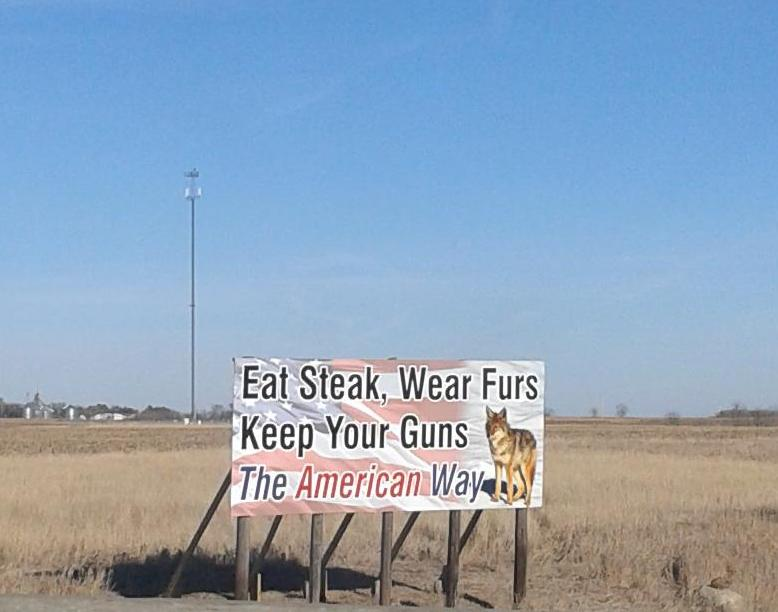 Eat Steak, Wear Furs
Keep Your Guns
The American Way